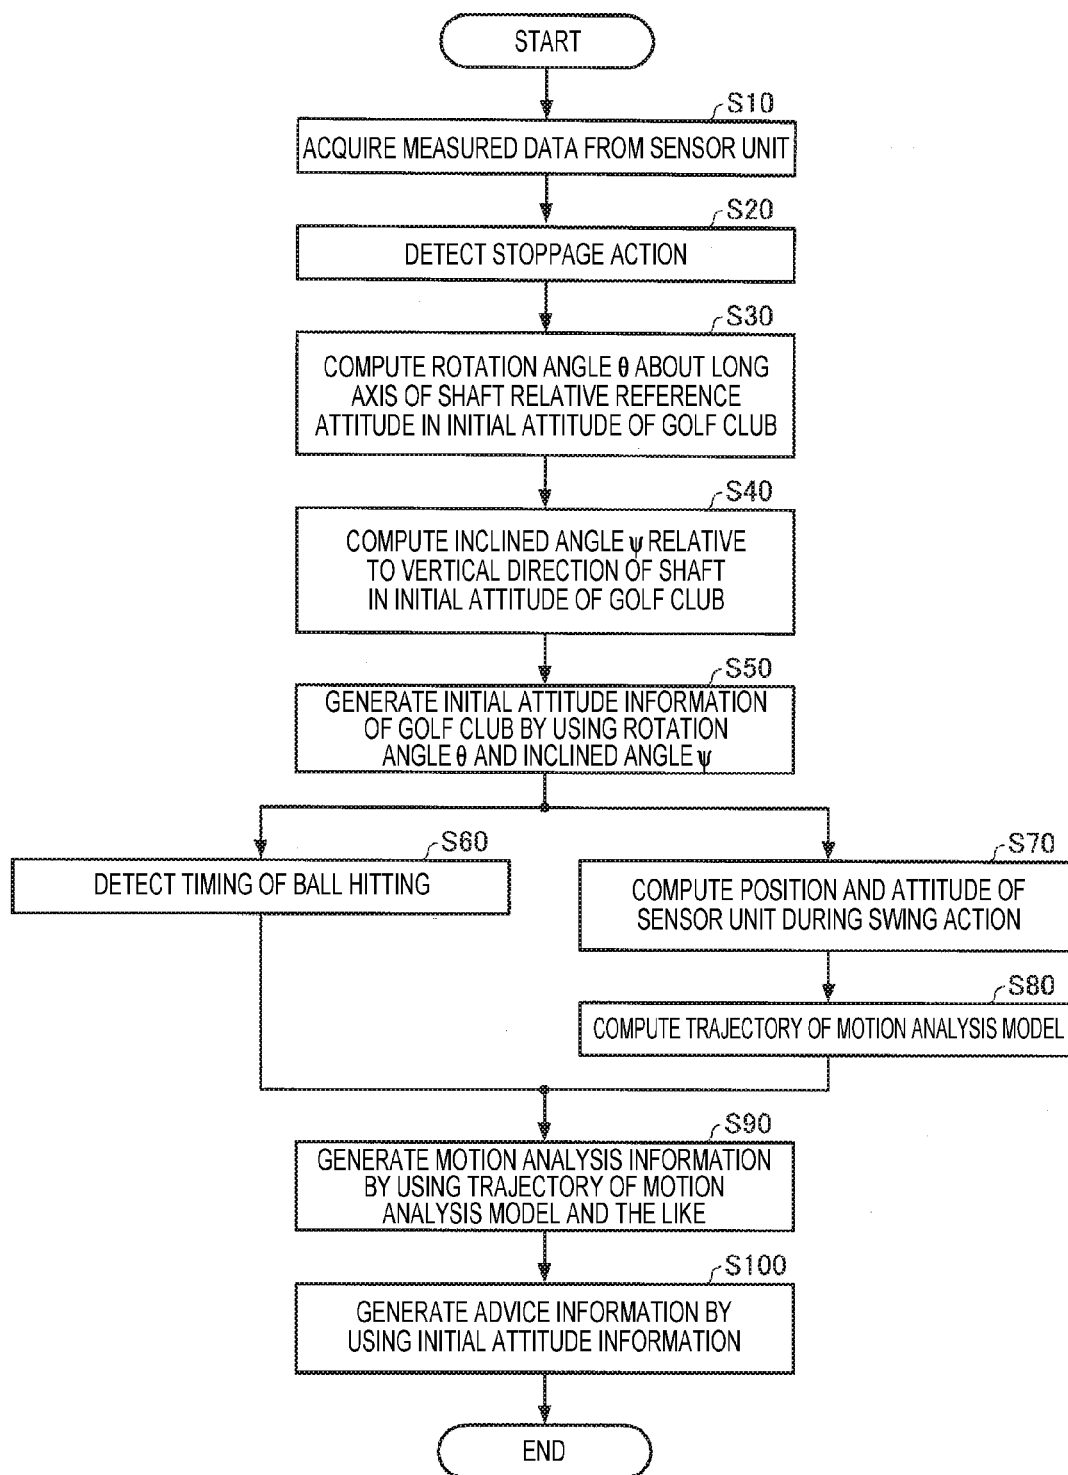 START
S10
ACQUIRE MEASURED DATA FROM SENSOR UNIT
S20
DETECT STOPPAGE ACTION
S30
COMPUTE ROTATION ANGLE θ ABOUT LONG
AXIS OF SHAFT RELATIVE REFERENCE
ATTITUDE IN INITIAL ATTITUDE OF GOLF CLUB
S40
COMPUTE INCLINED ANGLE ψ RELATIVE
TO VERTICAL DIRECTION OF SHAFT
IN INITIAL ATTITUDE OF GOLF CLUB
S50
GENERATE INITIAL ATTITUDE INFORMATION
OF GOLF CLUB BY USING ROTATION
ANGLE θ AND INCLINED ANGLE ψ
S60
DETECT TIMING OF BALL HITTING
S70
COMPUTE POSITION AND ATTITUDE OF
SENSOR UNIT DURING SWING ACTION
S80
COMPUTE TRAJECTORY OF MOTION ANALYSIS MODEL
S90
GENERATE MOTION ANALYSIS INFORMATION
BY USING TRAJECTORY OF MOTION
ANALYSIS MODEL AND THE LIKE
S100
GENERATE ADVICE INFORMATION BY
USING INITIAL ATTITUDE INFORMATION
END